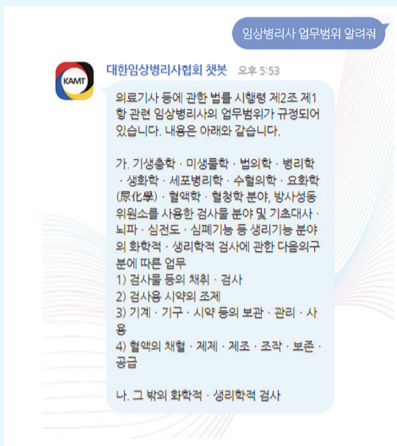 임상병리사 업무범위 알려줘
KAMT
대한임상병리사협회 챗봇 오후 5:53
의료기사 등에 관한 법률 시행령 제2조 제1
항 관련 임상병리사의 업무범위가 규정되어
있습니다. 내용은 아래와 같습니다.
가. 기생충학 · 미생물학 · 법의학 · 병리학
· 생화학 · 세포병리학 · 수혈의학 · 요화학
(尿化學) · 혈액학 · 혈청학 분야, 방사성동
위원소를 사용한 검사물 분야 및 기초대사 ·
뇌파 · 심전도 · 심폐기능 등 생리기능 분야
의 화학적 · 생리학적 검사에 관한 다음의구
분에 따른 업무
1) 검사물 등의 채취 · 검사
2) 검사용 시약의 조제
3) 기계 · 기구 · 시약 등의 보관 · 관리 · 사
용
4) 혈액의 채혈 · 제제 · 제조 · 조작 · 보존 ·
공급
나. 그 밖의 화학적 · 생리학적 검사